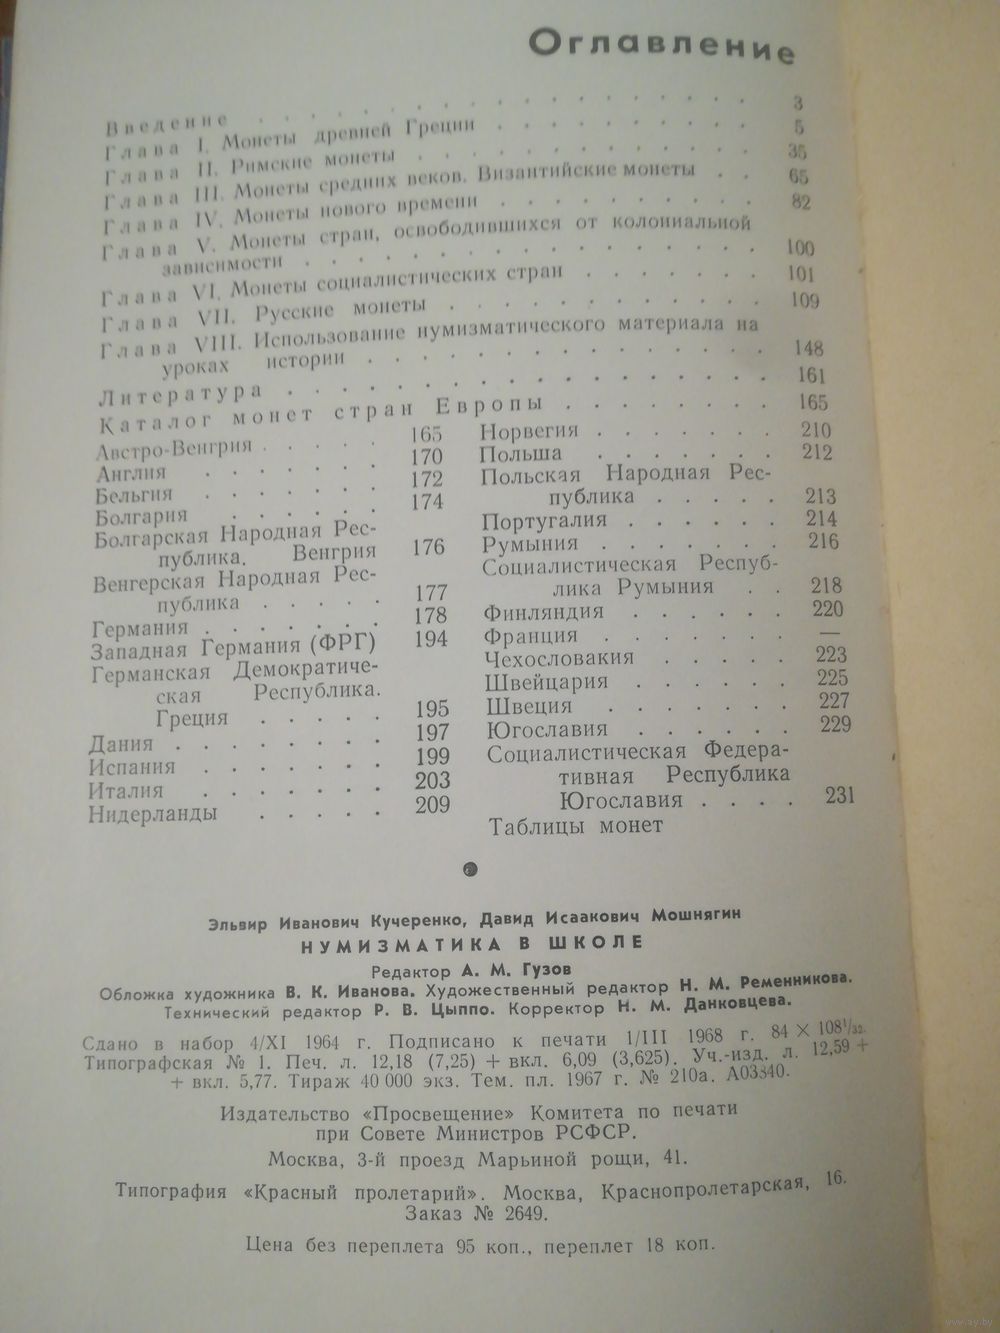 Оглавление
Введение . . . . . . . . . . . . 3
Глава I. Монеты древней Греции . . . . . . . 5
Глава II. Римские монеты . . . . . . . . . 35
Глава III. Монеты средних веков. Византийские монеты . . 65
Глава IV. Монеты нового времени . . . . . . . 82
Глава V. Монеты стран, освободившихся от колониальной
зависимости . . . . . . . . . . . 100
Глава VI. Монеты социалистических стран . . . . . 101
Глава VII. Русские монеты . . . . . . . . 109
Глава VIII. Использование нумизматического материала на
уроках истории . . . . . . . . . . 148
Литература . . . . . . . . . . . . 161
Каталог монет стран Европы . . . . . . 165
Австро-Венгрия . . . . 165
Англия . . . . . . 170
Бельгия . . . . . . 172
Болгария . . . . . 174
Болгарская Народная Рес-
публика. Венгрия 176
Венгерская Народная Рес-
публика . . . . . 177
Германия . . . . . . 178
Западная Германия (ФРГ) 194
Германская Демократиче-
ская Республика.
Греция . . . . . 195
Дания . . . . . . . 197
Испания . . . . . . 199
Италия . . . . . . 203
Нидерланды . . . . . 209
Норвегия . . . . . . 210
Польша . . . . . . 212
Польская Народная Рес-
публика . . . . . 213
Португалия . . . . . 214
Румыния . . . . . . 216
Социалистическая Респуб-
лика Румыния . . 218
Финляндия . . . . . 220
Франция . . . . . . —
Чехословакия . . . . . 223
Швейцария . . . . . 225
Швеция . . . . . . 227
Югославия . . . . . 229
Социалистическая Федера-
тивная Республика
Югославия . . . . 231
Таблицы монет
Эльвир Иванович Кучеренко, Давид Исаакович Мошнягин
НУМИЗМАТИКА В ШКОЛЕ
Редактор А. М. Гузов
Обложка художника В. К. Иванова. Художественный редактор Н. М. Ременникова.
Технический редактор Р. В. Цыппо. Корректор Н. М. Данковцева.
Сдано в набор 4/XI 1964 г. Подписано к печати 1/III 1968 г. 84 × 108 1/32.
Типографская № 1. Печ. л. 12,18 (7,25) + вкл. 6,09 (3,625). Уч.-изд. л. 12,59 +
+ вкл. 5,77. Тираж 40 000 экз. Тем. пл. 1967 г. № 210а. А03340.
Издательство «Просвещение» Комитета по печати
при Совете Министров РСФСР.
Москва, 3-й проезд Марьиной рощи, 41.
Типография «Красный пролетарий». Москва, Краснопролетарская, 16.
Заказ № 2649.
Цена без переплета 95 коп., переплет 18 коп.
www.ay.by